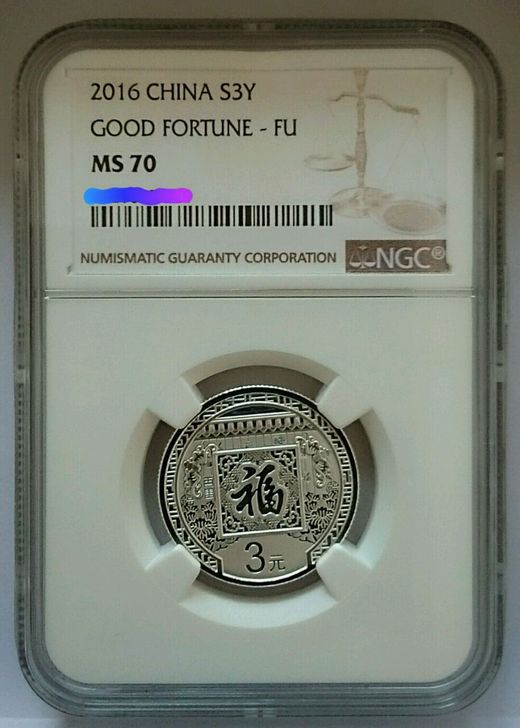 2016 CHINA S3Y
GOOD FORTUNE - FU
MS 70
NUMISMATIC GUARANTY CORPORATION
NGC®
福
3元